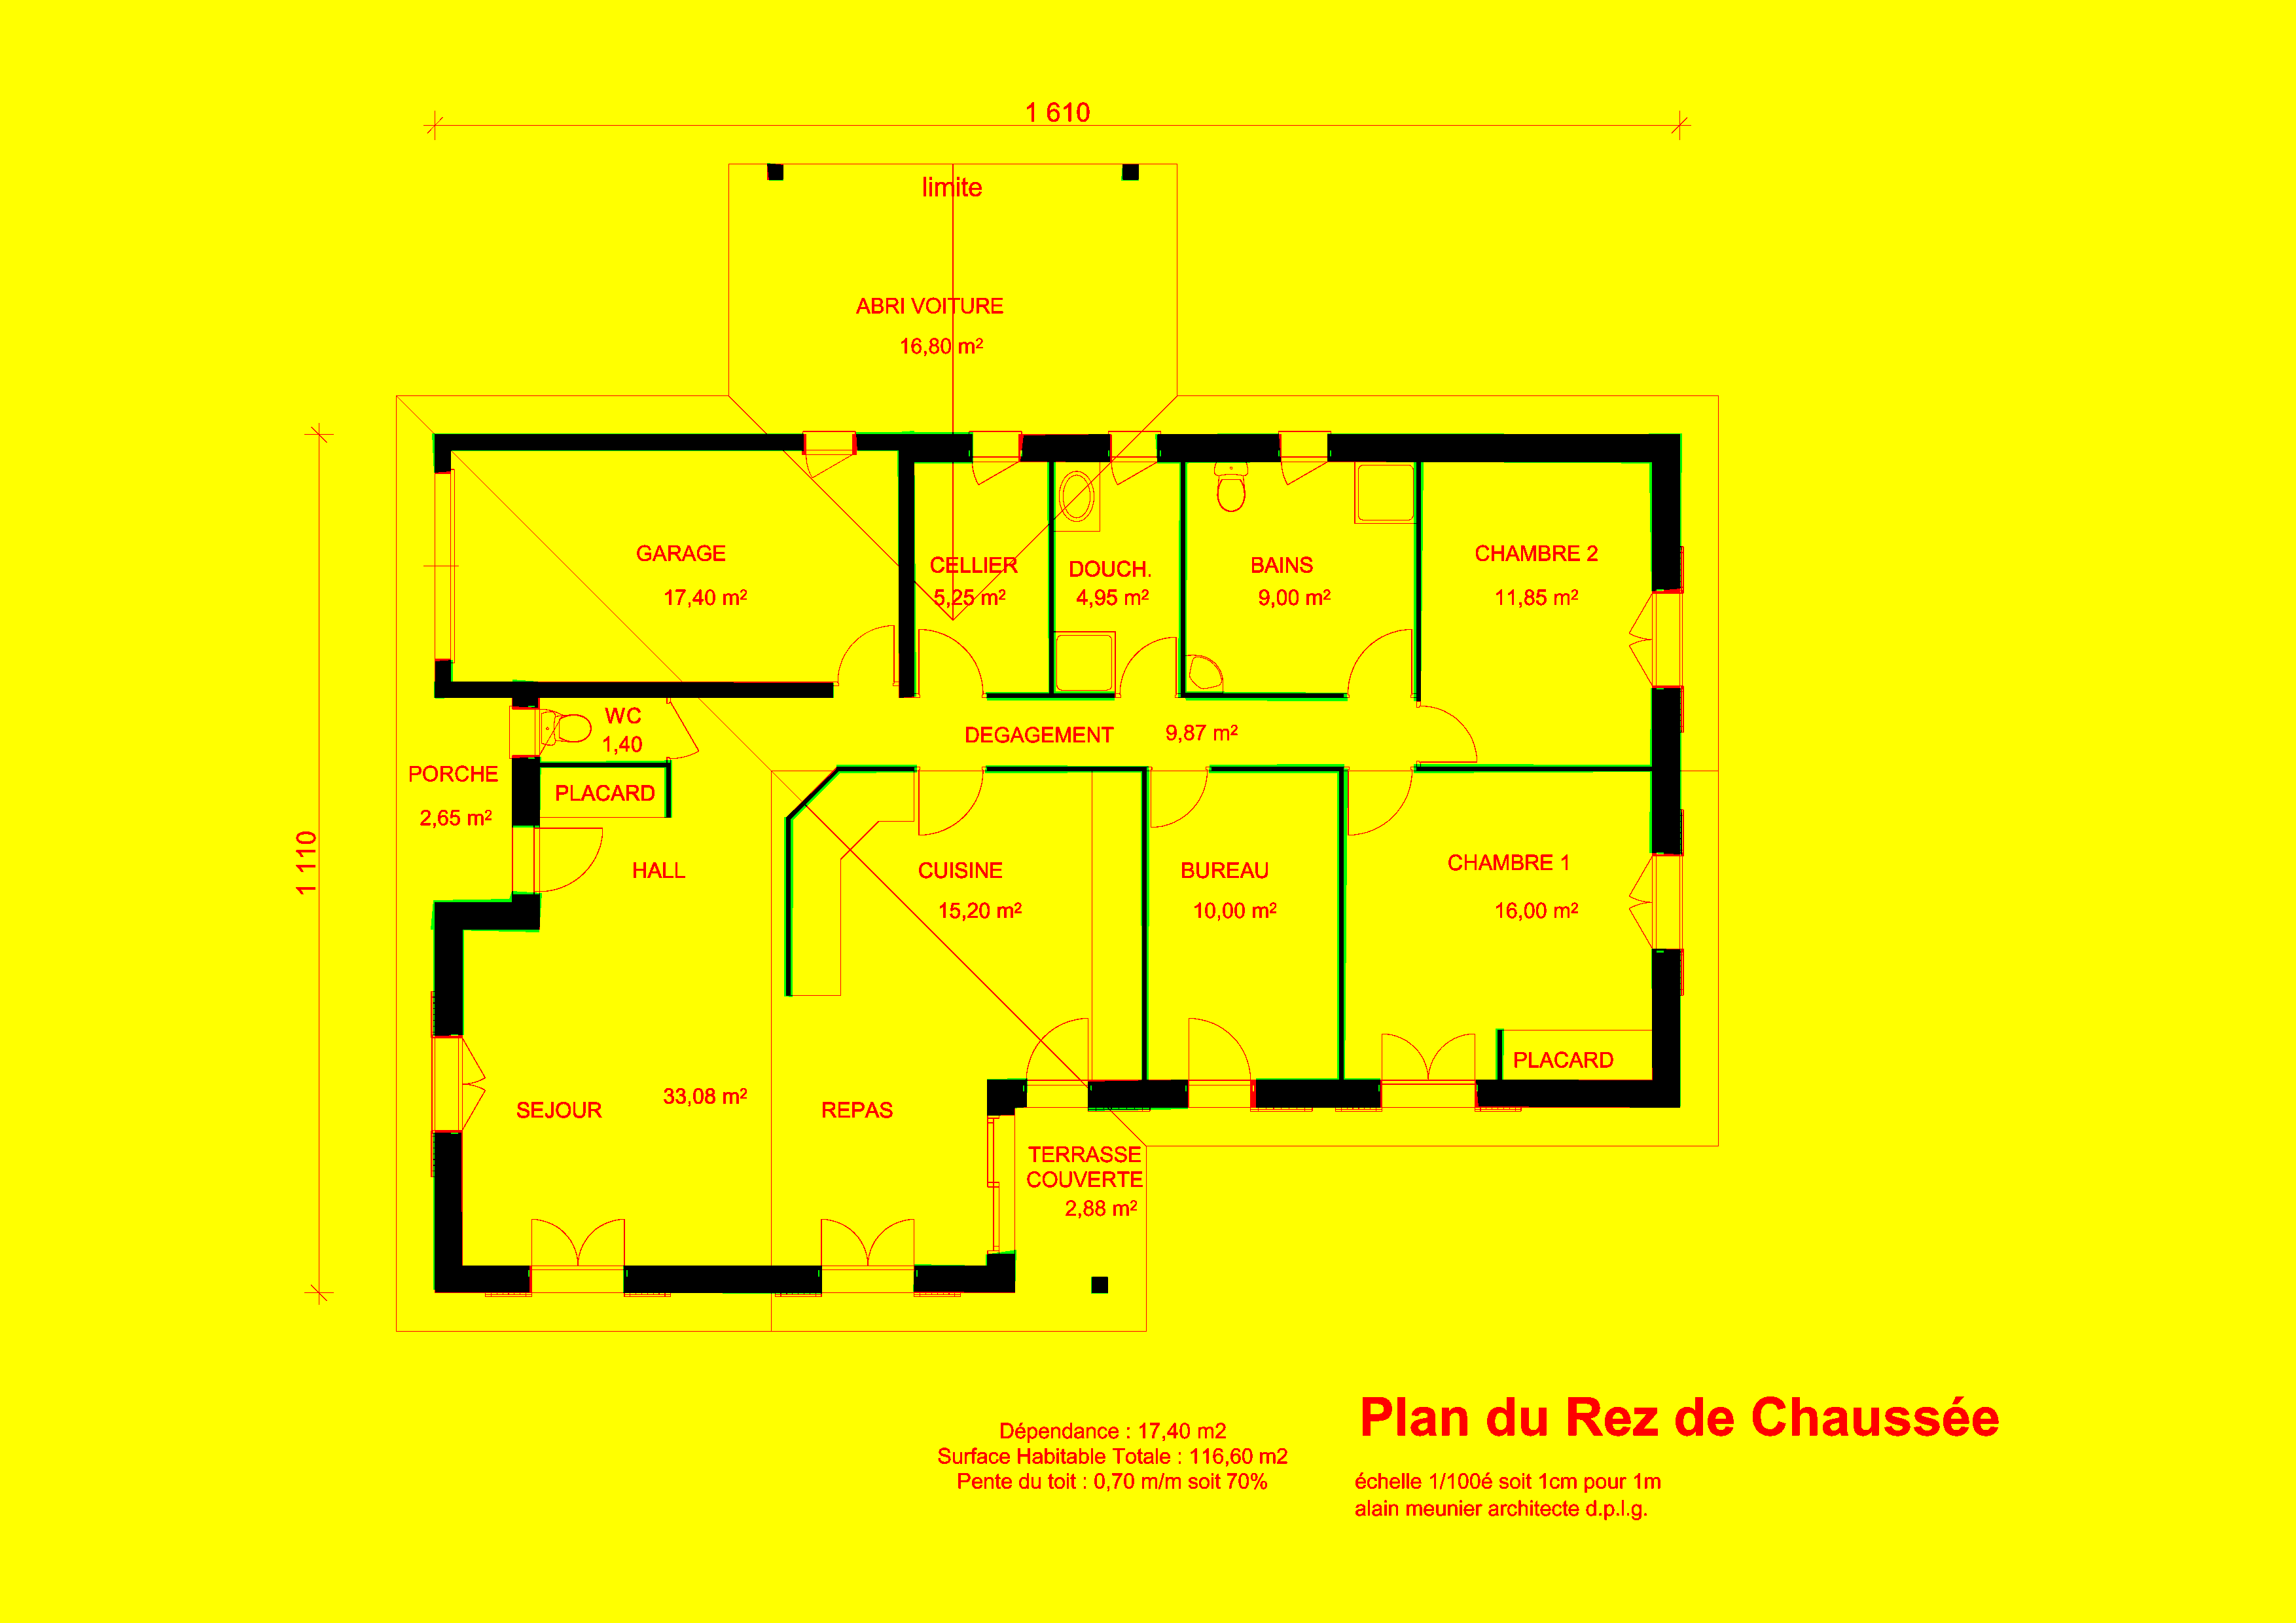 1 610
limite
ABRI VOITURE
16,80 m²
GARAGE
17,40 m²
CELLIER
5,25 m²
DOUCH.
4,95 m²
BAINS
9,00 m²
CHAMBRE 2
11,85 m²
WC
1,40
DEGAGEMENT 9,87 m²
PORCHE
2,65 m²
PLACARD
1 110
HALL
CUISINE
15,20 m²
BUREAU
10,00 m²
CHAMBRE 1
16,00 m²
PLACARD
SEJOUR
33,08 m²
REPAS
TERRASSE
COUVERTE
2,88 m²
Dépendance : 17,40 m2
Surface Habitable Totale : 116,60 m2
Pente du toit : 0,70 m/m soit 70%
Plan du Rez de Chaussée
échelle 1/100é soit 1cm pour 1m
alain meunier architecte d.p.l.g.